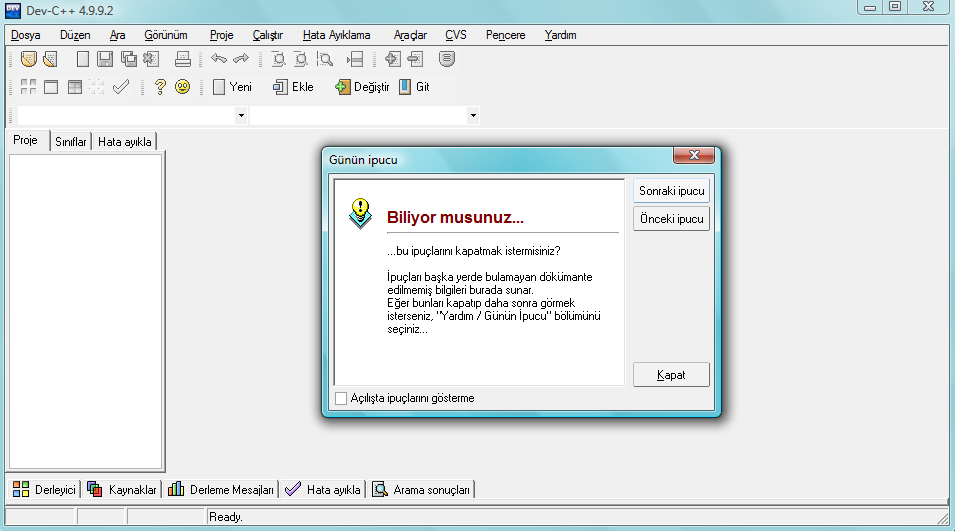 Dev-C++ 4.9.9.2
Dosya Düzen Ara Görünüm Proje Çalıştır Hata Ayıklama Araçlar CVS Pencere Yardım
Yeni Ekle Değiştir Git
Proje Sınıflar Hata ayıkla
Günün ipucu
Biliyor musunuz...
...bu ipuçlarını kapatmak istermisiniz?
İpuçları başka yerde bulamayan dökümante
edilmemiş bilgileri burada sunar.
Eğer bunları kapatıp daha sonra görmek
isterseniz, "Yardım / Günün İpucu" bölümünü
seçiniz...
Sonraki ipucu
Önceki ipucu
Kapat
Açılışta ipuçlarını gösterme
Derleyici Kaynaklar Derleme Mesajları Hata ayıkla Arama sonuçları
Ready.